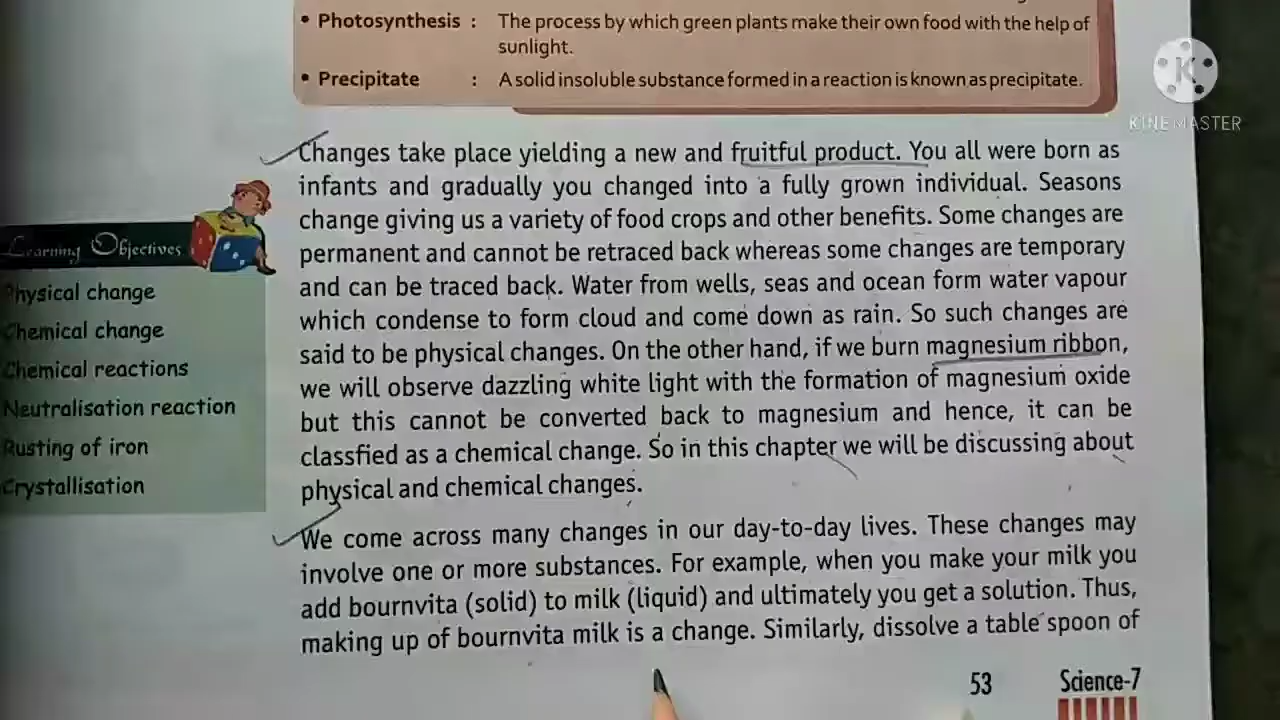 • Photosynthesis : The process by which green plants make their own food with the help of
sunlight.
• Precipitate : A solid insoluble substance formed in a reaction is known as precipitate.
KINEMASTER
Changes take place yielding a new and fruitful product. You all were born as
infants and gradually you changed into a fully grown individual. Seasons
change giving us a variety of food crops and other benefits. Some changes are
permanent and cannot be retraced back whereas some changes are temporary
and can be traced back. Water from wells, seas and ocean form water vapour
which condense to form cloud and come down as rain. So such changes are
said to be physical changes. On the other hand, if we burn magnesium ribbon,
we will observe dazzling white light with the formation of magnesium oxide
but this cannot be converted back to magnesium and hence, it can be
classfied as a chemical change. So in this chapter we will be discussing about
physical and chemical changes.
Learning Objectives
Physical change
Chemical change
Chemical reactions
Neutralisation reaction
Rusting of iron
Crystallisation
We come across many changes in our day-to-day lives. These changes may
involve one or more substances. For example, when you make your milk you
add bournvita (solid) to milk (liquid) and ultimately you get a solution. Thus,
making up of bournvita milk is a change. Similarly, dissolve a table spoon of
53 Science-7